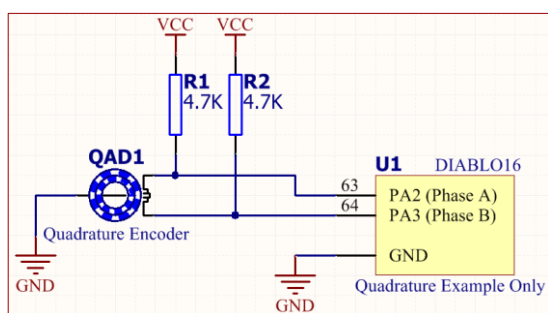 VCC VCC
R1 R2
4.7K 4.7K
QAD1
U1 DIABLO16
63 PA2 (Phase A)
64 PA3 (Phase B)
Quadrature Encoder
GND
GND
GND
Quadrature Example Only